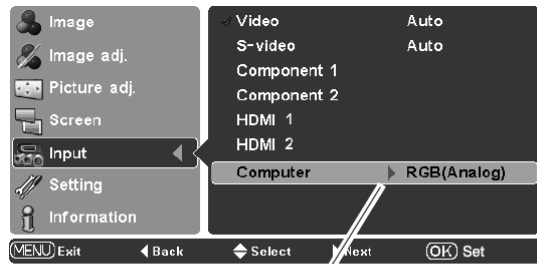 Image
Image adj.
Picture adj.
Screen
Input
Setting
Information
Video Auto
S-video Auto
Component 1
Component 2
HDMI 1
HDMI 2
Computer RGB(Analog)
MENU Exit Back Select Next OK Set